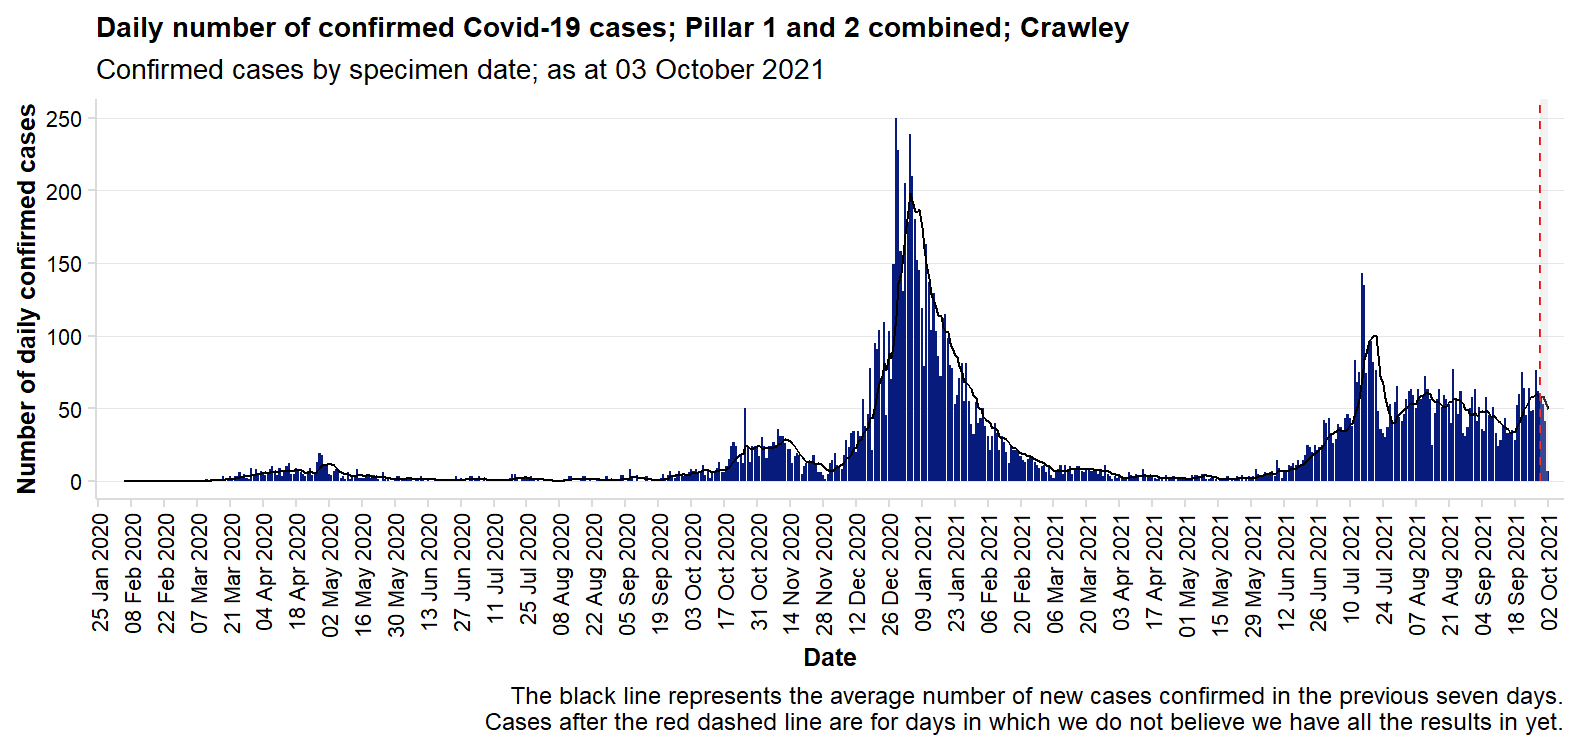 Daily number of confirmed Covid-19 cases; Pillar 1 and 2 combined; Crawley
Confirmed cases by specimen date; as at 03 October 2021
Number of daily confirmed cases
250
200
150
100
50
0
25 Jan 2020
08 Feb 2020
22 Feb 2020
07 Mar 2020
21 Mar 2020
04 Apr 2020
18 Apr 2020
02 May 2020
16 May 2020
30 May 2020
13 Jun 2020
27 Jun 2020
11 Jul 2020
25 Jul 2020
08 Aug 2020
22 Aug 2020
05 Sep 2020
19 Sep 2020
03 Oct 2020
17 Oct 2020
31 Oct 2020
14 Nov 2020
28 Nov 2020
12 Dec 2020
26 Dec 2020
09 Jan 2021
23 Jan 2021
06 Feb 2021
20 Feb 2021
06 Mar 2021
20 Mar 2021
03 Apr 2021
17 Apr 2021
01 May 2021
15 May 2021
29 May 2021
12 Jun 2021
26 Jun 2021
10 Jul 2021
24 Jul 2021
07 Aug 2021
21 Aug 2021
04 Sep 2021
18 Sep 2021
02 Oct 2021
Date
The black line represents the average number of new cases confirmed in the previous seven days.
Cases after the red dashed line are for days in which we do not believe we have all the results in yet.